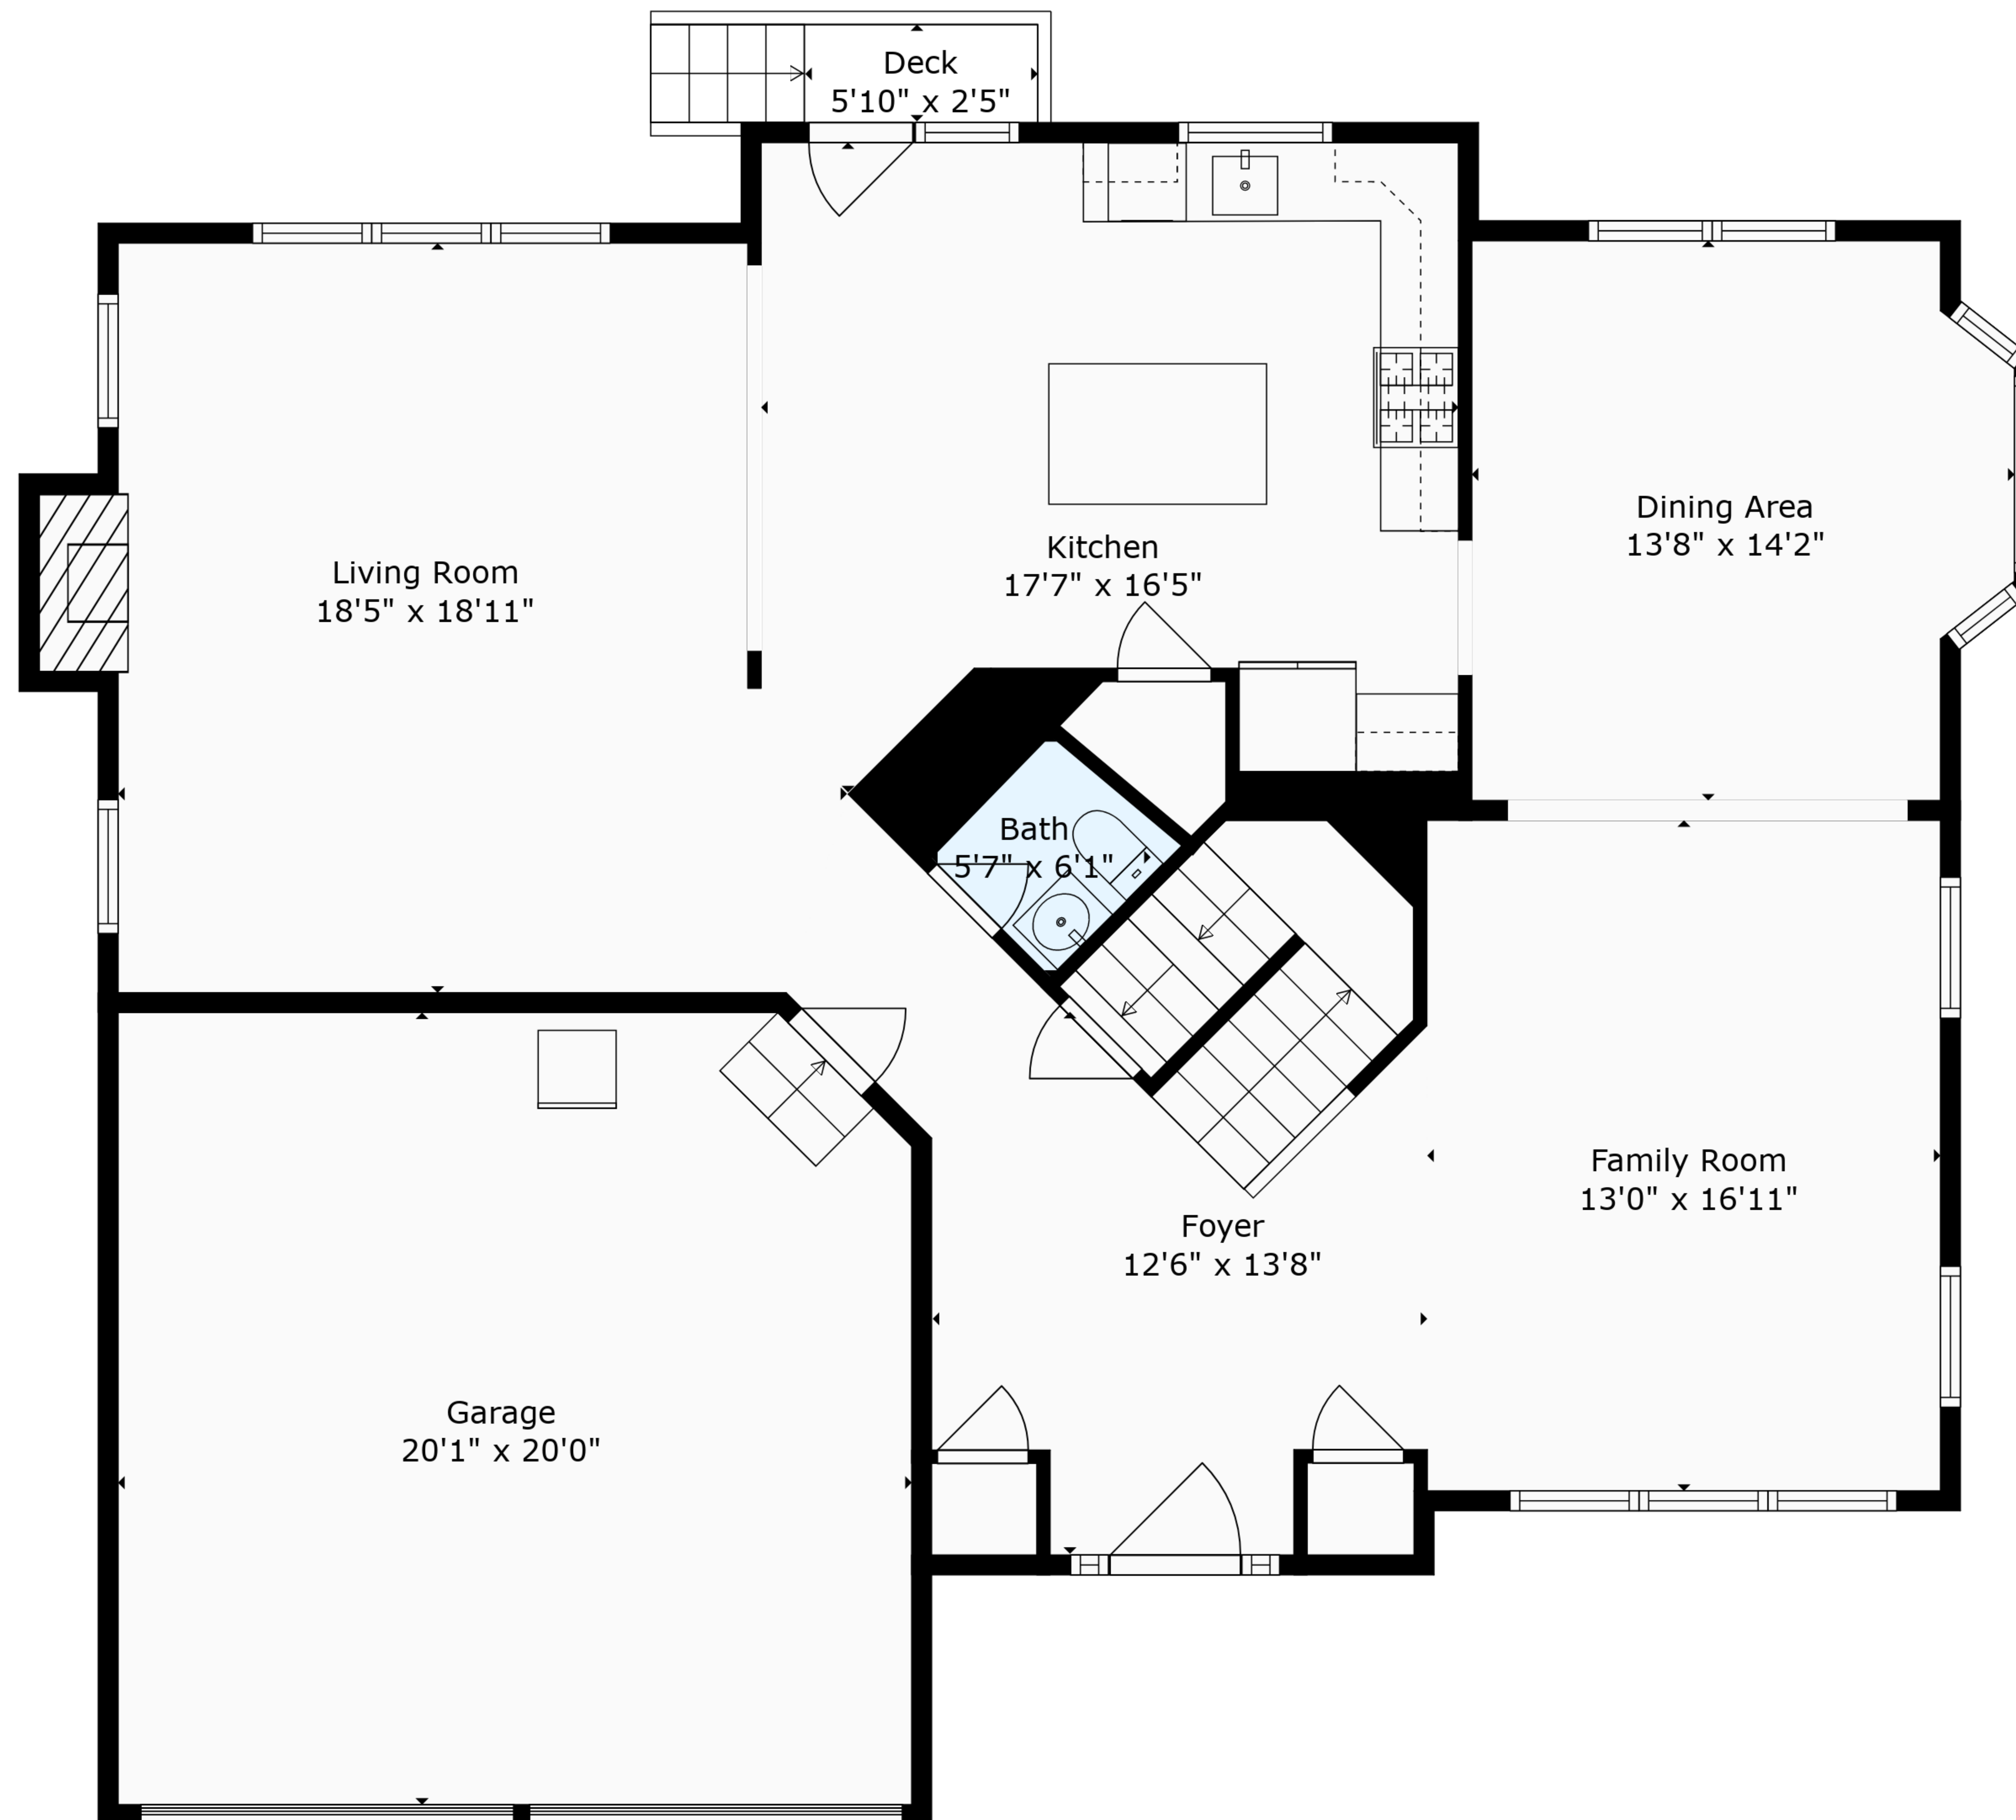 Deck
5'10" x 2'5"
Dining Area
13'8" x 14'2"
Kitchen
17'7" x 16'5"
Living Room
18'5" x 18'11"
Bath
5'7" x 6'1"
Family Room
13'0" x 16'11"
Foyer
12'6" x 13'8"
Garage
20'1" x 20'0"